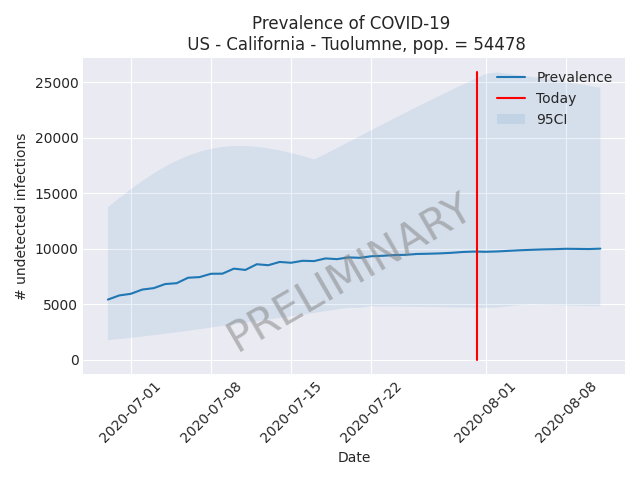 Prevalence of COVID-19
US - California - Tuolumne, pop. = 54478
25000
20000
15000
10000
5000
0
# undetected infections
Prevalence
Today
95CI
PRELIMINARY
2020-07-01
2020-07-08
2020-07-15
2020-07-22
2020-08-01
2020-08-08
Date